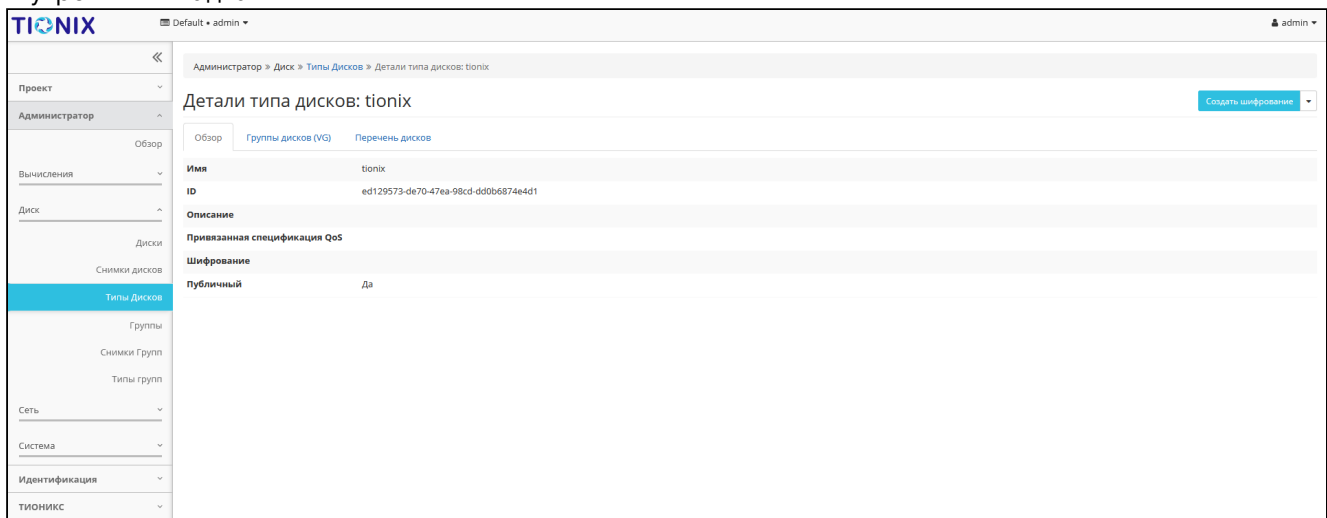 TIONIX
Default • admin
admin
Администратор » Диск » Типы Дисков » Детали типа дисков: tionix
Проект
Администратор
Обзор
Вычисления
Диск
Диски
Снимки дисков
Типы Дисков
Группы
Снимки Групп
Типы групп
Сеть
Система
Идентификация
ТИОНИКС
Детали типа дисков: tionix
Создать шифрование
Обзор Группы дисков (VG) Перечень дисков
Имя tionix
ID ed129573-de70-47ea-98cd-dd0b6874e4d1
Описание
Привязанная спецификация QoS
Шифрование
Публичный Да